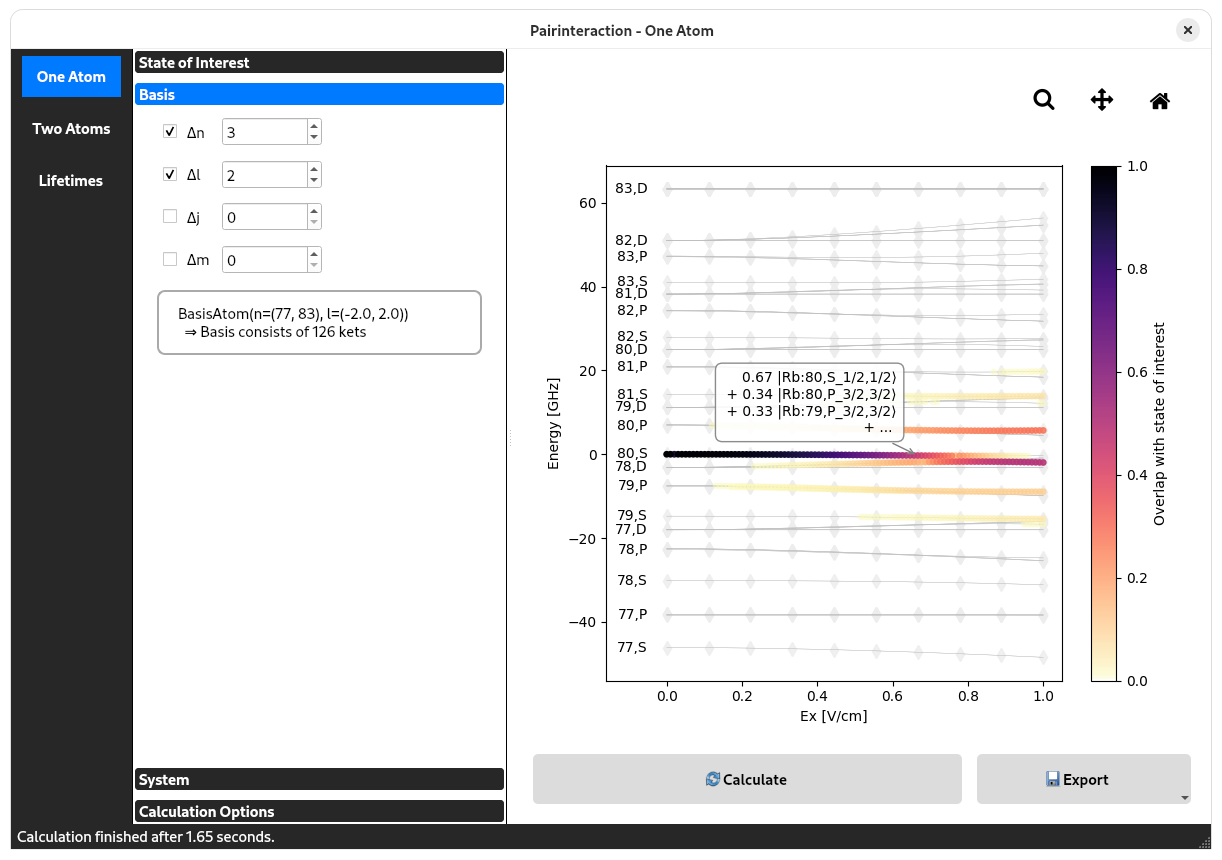 Pairinteraction - One Atom
One Atom
Two Atoms
Lifetimes
State of Interest
Basis
Δn 3
Δl 2
Δj 0
Δm 0
BasisAtom(n=(77, 83), l=(-2.0, 2.0))
⇒ Basis consists of 126 kets
System
Calculation Options
Calculation finished after 1.65 seconds.
Energy [GHz]
60
40
20
0
−20
−40
83,D
82,D
83,P
83,S
81,D
82,P
82,S
80,D
81,P
81,S
79,D
80,P
80,S
78,D
79,P
79,S
77,D
78,P
78,S
77,P
77,S
0.67 |Rb:80,S_1/2,1/2⟩
+ 0.34 |Rb:80,P_3/2,3/2⟩
+ 0.33 |Rb:79,P_3/2,3/2⟩
+ ...
0.0 0.2 0.4 0.6 0.8 1.0
Ex [V/cm]
1.0
0.8
0.6
0.4
0.2
0.0
Overlap with state of interest
Calculate
Export